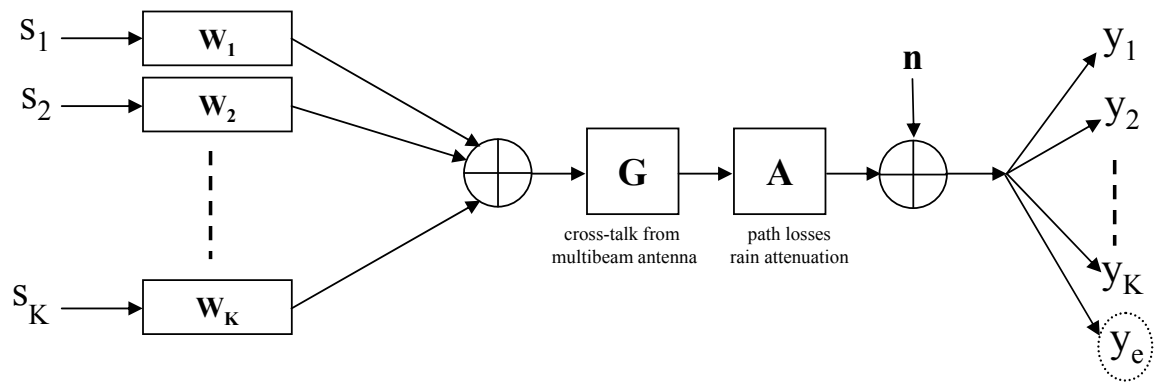 s1 w1 y1
s2 w2 n y2
G A
cross-talk from multibeam antenna
path losses rain attenuation
sK wK yK
ye